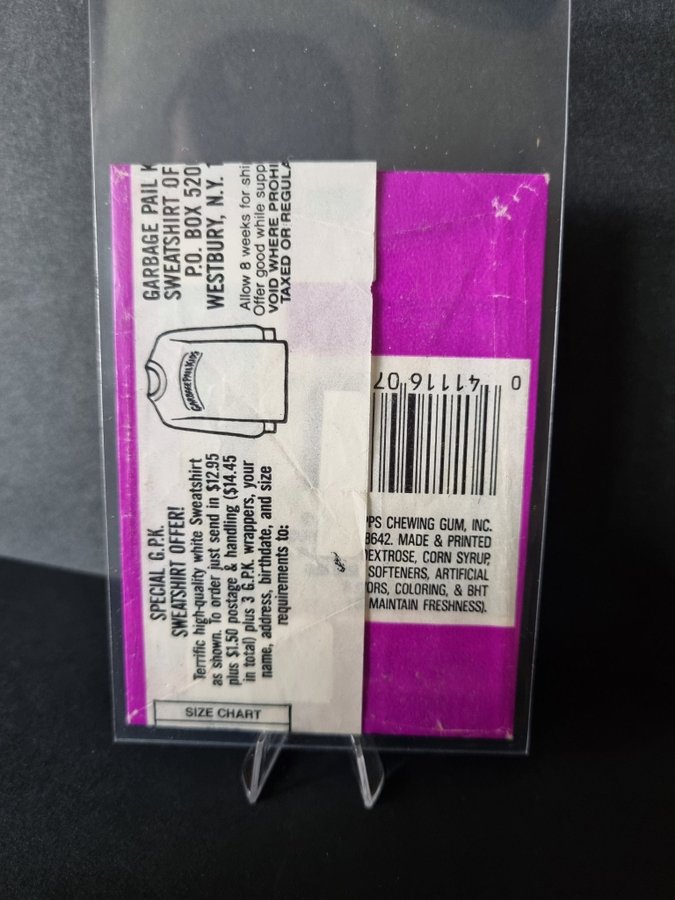 GARBAGE PAIL K
SWEATSHIRT OF
P.O. BOX 520
WESTBURY, N.Y.
Allow 8 weeks for shi
Offer good while supp
VOID WHERE PROHI
TAXED OR REGULA
GARBAGE PAIL KIDS
SPECIAL G.P.K.
SWEATSHIRT OFFER!
Terrific high-quality white Sweatshirt
as shown. To order just send in $12.95
plus $1.50 postage & handling ($14.45
in total) plus 3 G.P.K. wrappers, your
name, address, birthdate, and size
requirements to:
SIZE CHART
0 41116 07
PPS CHEWING GUM, INC.
8642. MADE & PRINTED
DEXTROSE, CORN SYRUP,
SOFTENERS, ARTIFICIAL
ORS, COLORING, & BHT
MAINTAIN FRESHNESS).